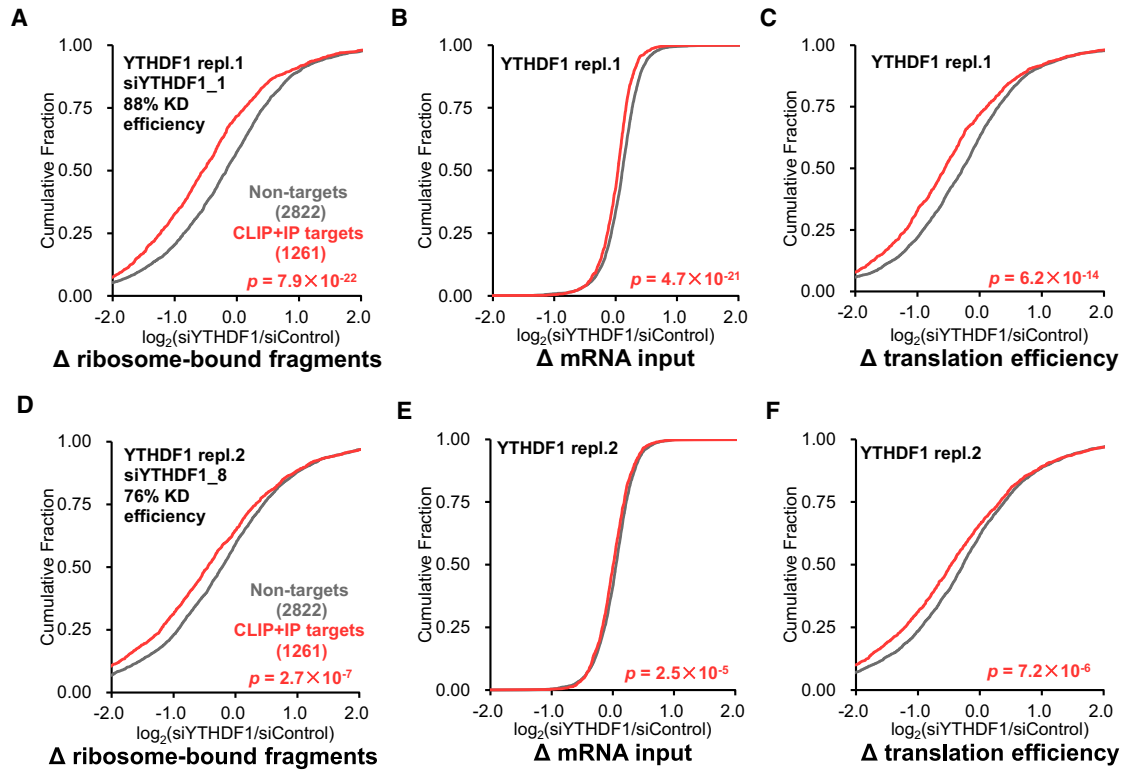 A
1.00
0.75
0.50
0.25
0.00
Cumulative Fraction
YTHDF1 repl.1
siYTHDF1_1
88% KD
efficiency
Non-targets
(2822)
CLIP+IP targets
(1261)
p = 7.9×10-22
-2.0 -1.0 0.0 1.0 2.0
log2(siYTHDF1/siControl)
Δ ribosome-bound fragments
B
1.00
0.75
0.50
0.25
0.00
Cumulative Fraction
YTHDF1 repl.1
p = 4.7×10-21
-2.0 -1.0 0.0 1.0 2.0
log2(siYTHDF1/siControl)
Δ mRNA input
C
1.00
0.75
0.50
0.25
0.00
Cumulative Fraction
YTHDF1 repl.1
p = 6.2×10-14
-2.0 -1.0 0.0 1.0 2.0
log2(siYTHDF1/siControl)
Δ translation efficiency
D
1.00
0.75
0.50
0.25
0.00
Cumulative Fraction
YTHDF1 repl.2
siYTHDF1_8
76% KD
efficiency
Non-targets
(2822)
CLIP+IP targets
(1261)
p = 2.7×10-7
-2.0 -1.0 0.0 1.0 2.0
log2(siYTHDF1/siControl)
Δ ribosome-bound fragments
E
1.00
0.75
0.50
0.25
0.00
Cumulative Fraction
YTHDF1 repl.2
p = 2.5×10-5
-2.0 -1.0 0.0 1.0 2.0
log2(siYTHDF1/siControl)
Δ mRNA input
F
1.00
0.75
0.50
0.25
0.00
Cumulative Fraction
YTHDF1 repl.2
p = 7.2×10-6
-2.0 -1.0 0.0 1.0 2.0
log2(siYTHDF1/siControl)
Δ translation efficiency